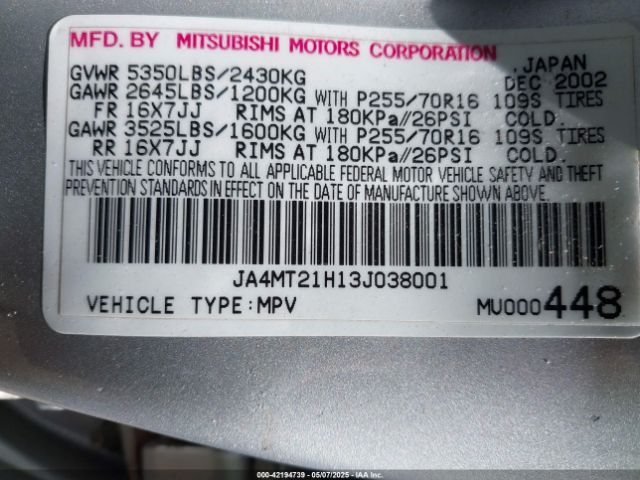 MFD. BY MITSUBISHI MOTORS CORPORATION
JAPAN
GVWR 5350LBS/2430KG DEC 2002
GAWR 2645LBS/1200KG WITH P255/70R16 109S TIRES
FR 16X7JJ RIMS AT 180KPa//26PSI COLD.
GAWR 3525LBS/1600KG WITH P255/70R16 109S TIRES
RR 16X7JJ RIMS AT 180KPa//26PSI COLD.
THIS VEHICLE CONFORMS TO ALL APPLICABLE FEDERAL MOTOR VEHICLE SAFETY AND THEFT
PREVENTION STANDARDS IN EFFECT ON THE DATE OF MANUFACTURE SHOWN ABOVE.
JA4MT21H13J038001
VEHICLE TYPE:MPV MU000448
000-42194739 - 05/07/2025 - IAAI.COM